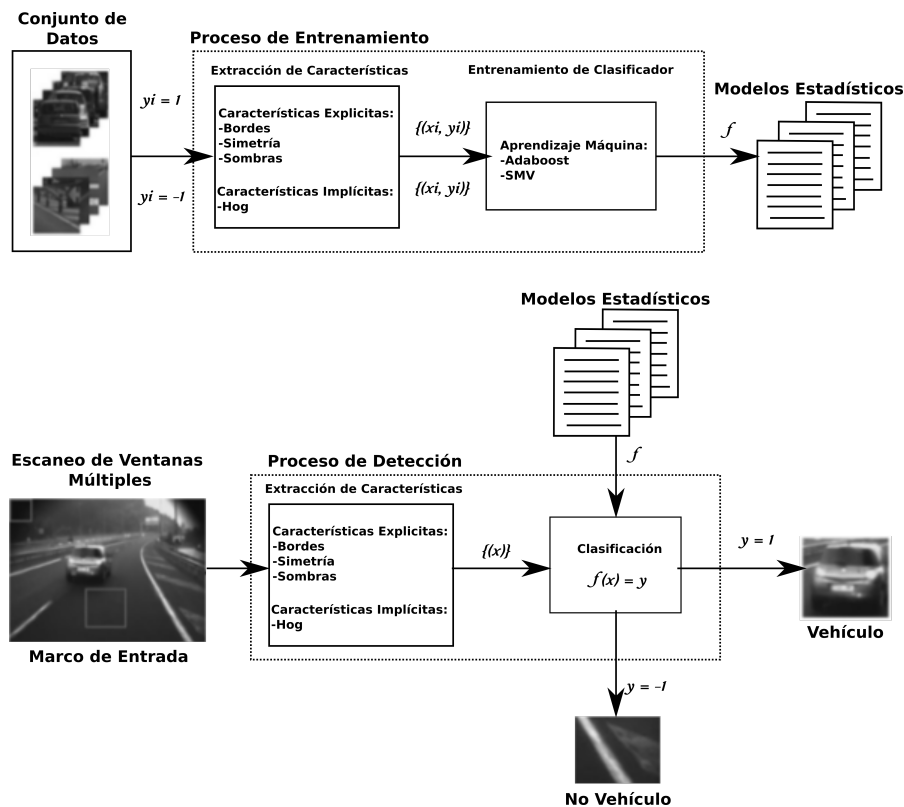 Conjunto de
Datos
Proceso de Entrenamiento
Extracción de Características
Entrenamiento de Clasificador
Modelos Estadísticos
yi = 1
yi = -1
Características Explicitas:
-Bordes
-Simetría
-Sombras
Características Implícitas:
-Hog
{(xi, yi)}
{(xi, yi)}
Aprendizaje Máquina:
-Adaboost
-SMV
f
Modelos Estadísticos
f
Escaneo de Ventanas
Múltiples
Marco de Entrada
Proceso de Detección
Extracción de Características
Características Explicitas:
-Bordes
-Simetría
-Sombras
Características Implícitas:
-Hog
{(x)}
Clasificación
f(x) = y
y = 1
Vehículo
y = -1
No Vehículo